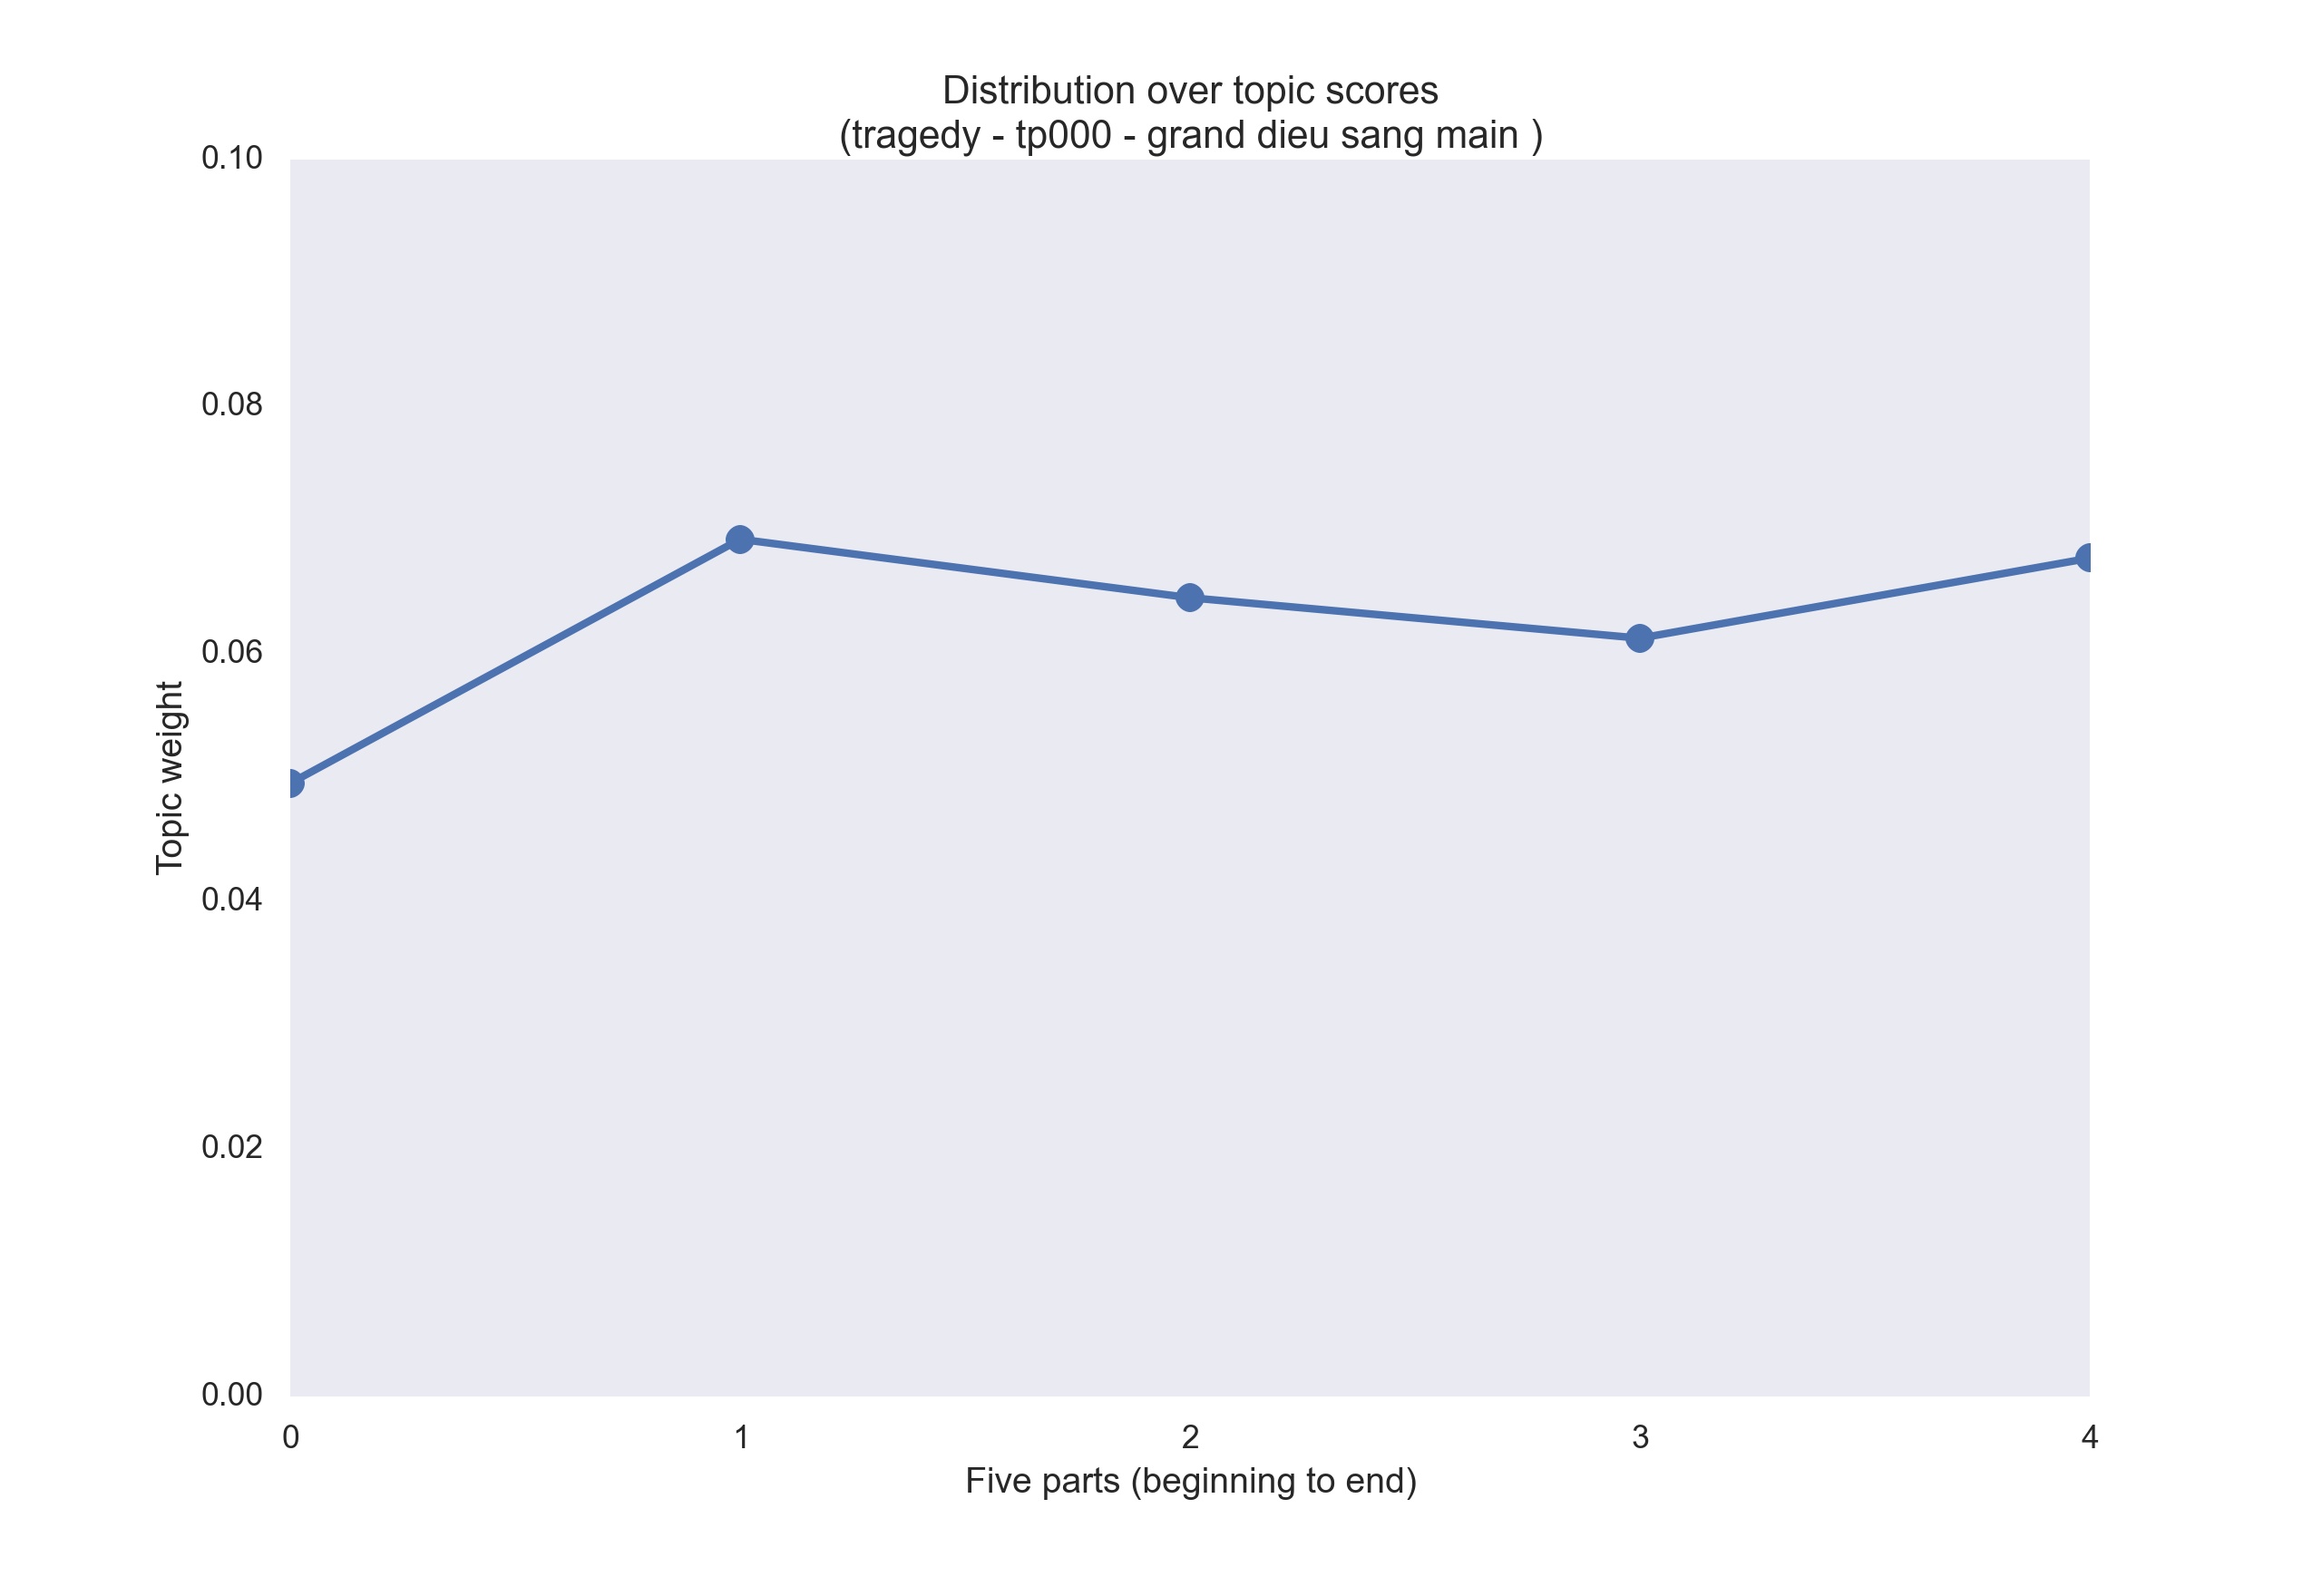 Distribution over topic scores
(tragedy - tp000 - grand dieu sang main )
0.10
0.08
0.06
0.04
0.02
0.00
Topic weight
0 1 2 3 4
Five parts (beginning to end)